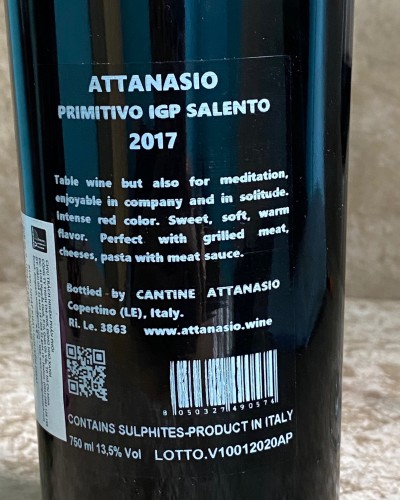 ATTANASIO
PRIMITIVO IGP SALENTO
2017
Table wine but also for meditation,
enjoyable in company and in solitude.
Intense red color. Sweet, soft, warm
flavor. Perfect with grilled meat,
cheeses, pasta with meat sauce.
Bottled by CANTINE ATTANASIO
Copertino (LE), Italy.
Ri. Le. 3863 www.attanasio.wine
8 050327 490574
CONTAINS SULPHITES-PRODUCT IN ITALY
750 ml 13,5% Vol LOTTO.V10012020AP